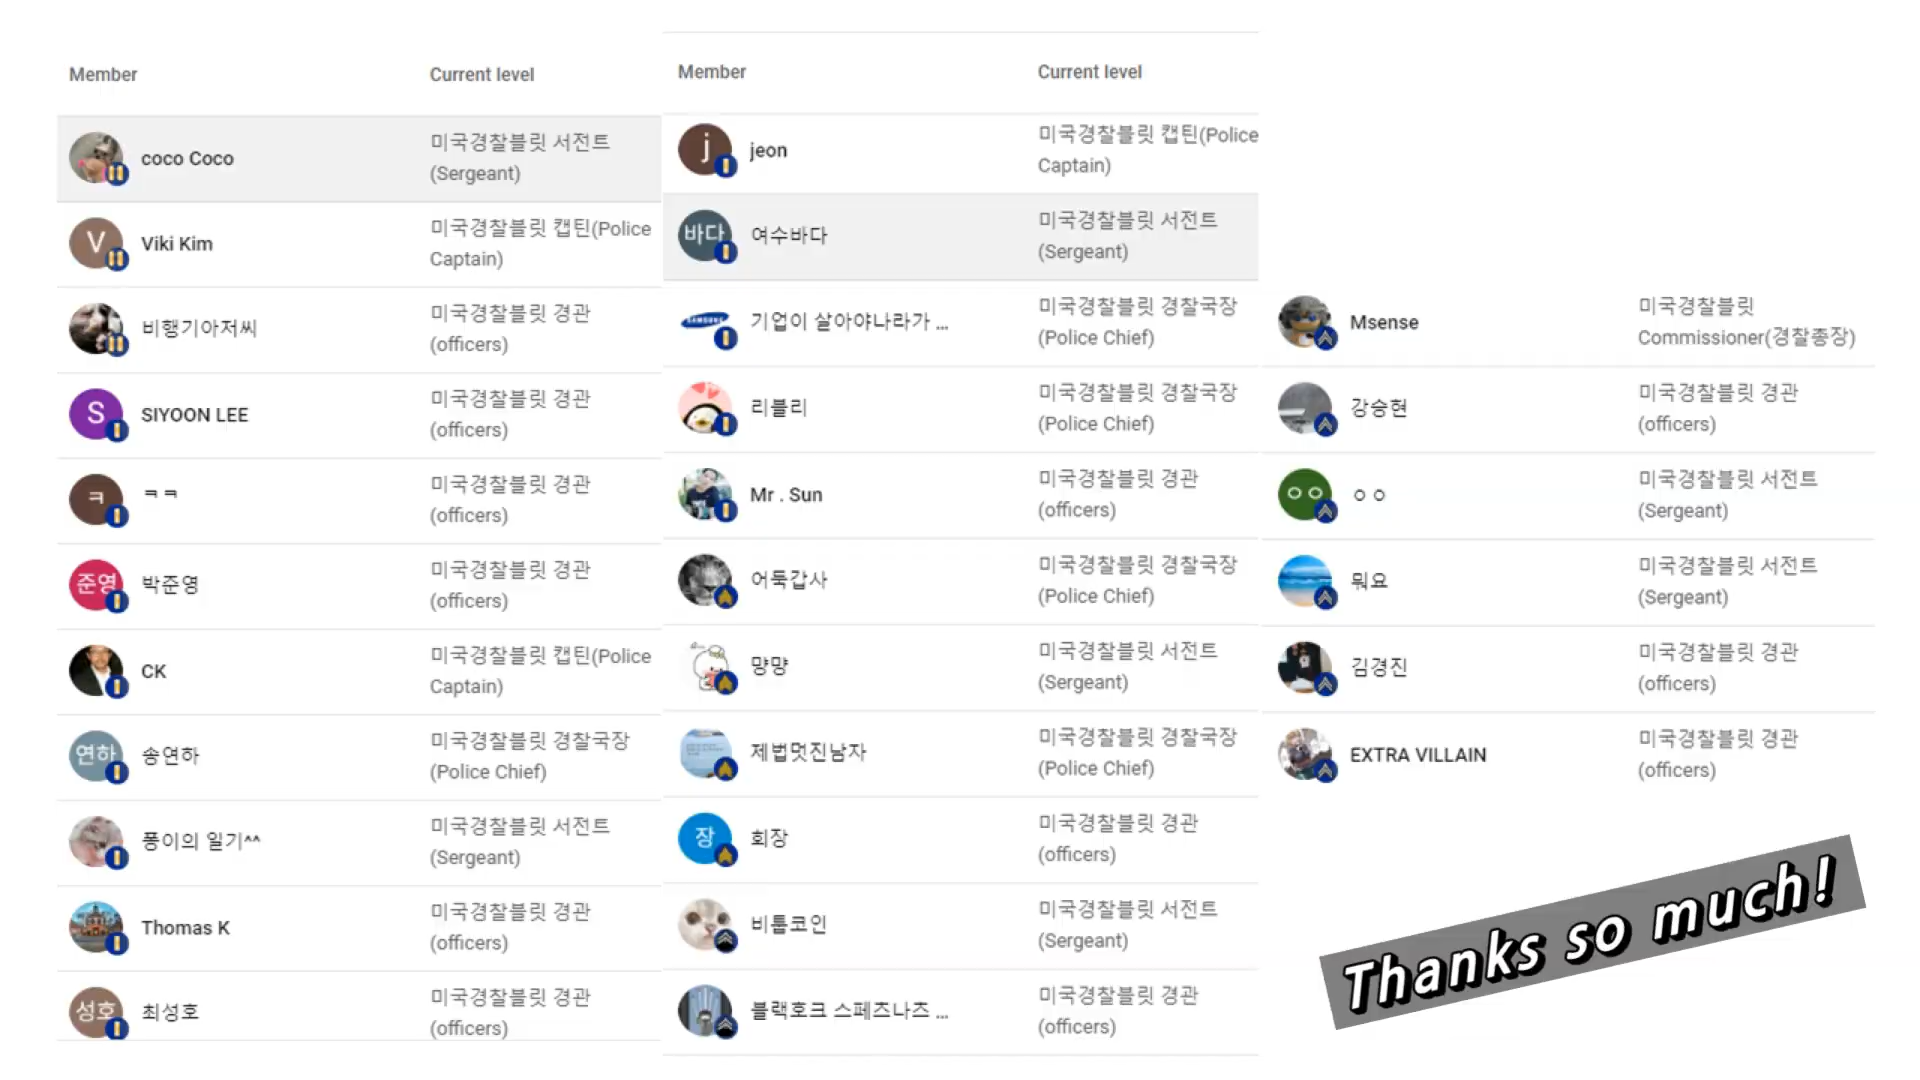 Member Current level
coco Coco 미국경찰블릿 서전트
(Sergeant)
V Viki Kim 미국경찰블릿 캡틴(Police
Captain)
비행기아저씨 미국경찰블릿 경관
(officers)
S SIYOON LEE 미국경찰블릿 경관
(officers)
ㅋ ㅋㅋ 미국경찰블릿 경관
(officers)
준영 박준영 미국경찰블릿 경관
(officers)
CK 미국경찰블릿 캡틴(Police
Captain)
연하 송연하 미국경찰블릿 경찰국장
(Police Chief)
퐁이의 일기^^ 미국경찰블릿 서전트
(Sergeant)
Thomas K 미국경찰블릿 경관
(officers)
성호 최성호 미국경찰블릿 경관
(officers)
Member Current level
j jeon 미국경찰블릿 캡틴(Police
Captain)
바다 여수바다 미국경찰블릿 서전트
(Sergeant)
SAMSUNG 기업이 살아야나라가 ... 미국경찰블릿 경찰국장
(Police Chief)
리블리 미국경찰블릿 경찰국장
(Police Chief)
Mr . Sun 미국경찰블릿 경관
(officers)
어둑갑사 미국경찰블릿 경찰국장
(Police Chief)
먕먕 미국경찰블릿 서전트
(Sergeant)
제법멋진남자 미국경찰블릿 경찰국장
(Police Chief)
장 회장 미국경찰블릿 경관
(officers)
비틈코인 미국경찰블릿 서전트
(Sergeant)
블랙호크 스페츠나즈 ... 미국경찰블릿 경관
(officers)
Msense 미국경찰블릿
Commissioner(경찰총장)
강승현 미국경찰블릿 경관
(officers)
ㅇㅇ ㅇㅇ 미국경찰블릿 서전트
(Sergeant)
뭐요 미국경찰블릿 서전트
(Sergeant)
김경진 미국경찰블릿 경관
(officers)
EXTRA VILLAIN 미국경찰블릿 경관
(officers)
Thanks so much!